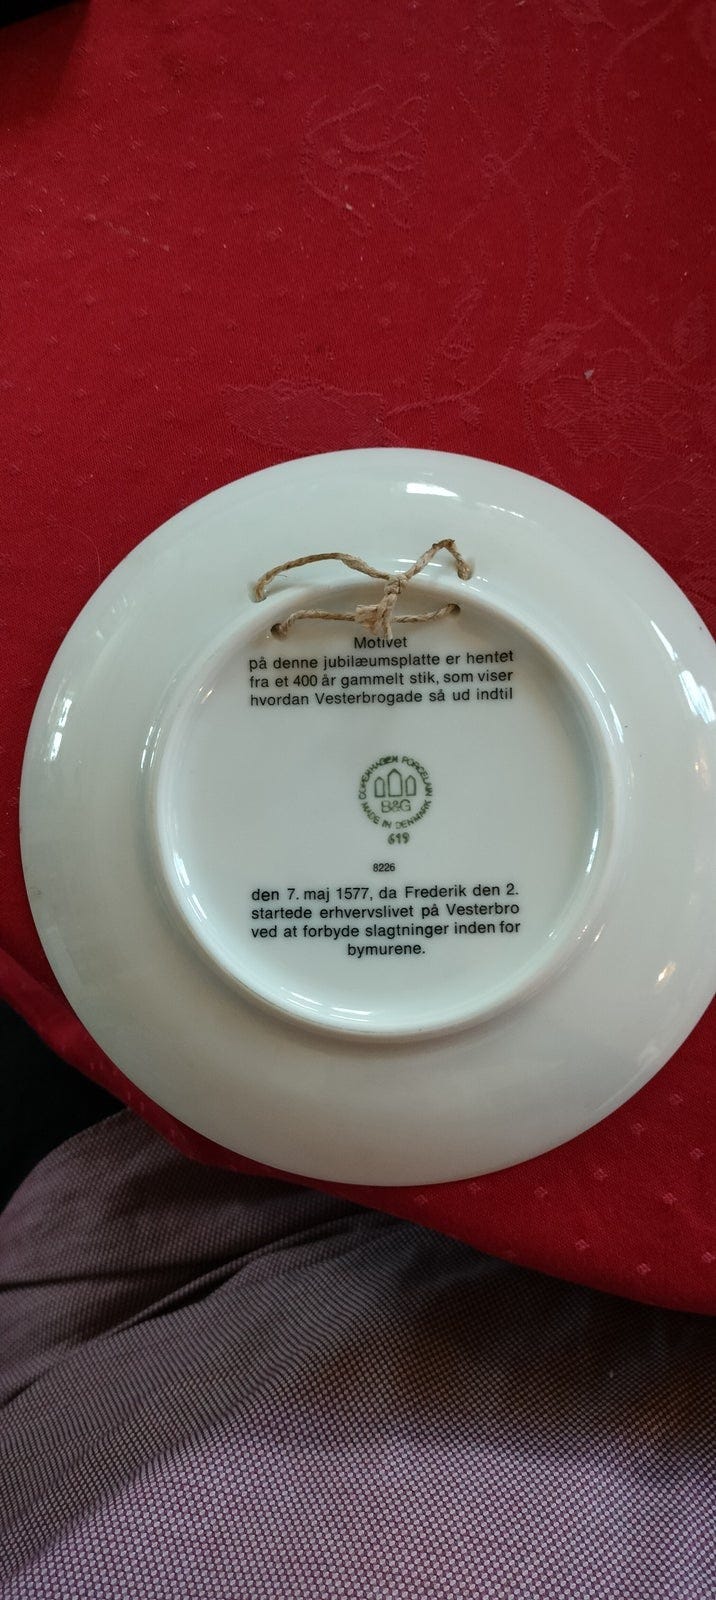 Motivet
på denne jubilæumsplatte er hentet
fra et 400 år gammelt stik, som viser
hvordan Vesterbrogade så ud indtil
COPENHAGEN PORCELAIN
B&G
MADE IN DENMARK
619
8226
den 7. maj 1577, da Frederik den 2.
startede erhvervslivet på Vesterbro
ved at forbyde slagtninger inden for
bymurene.